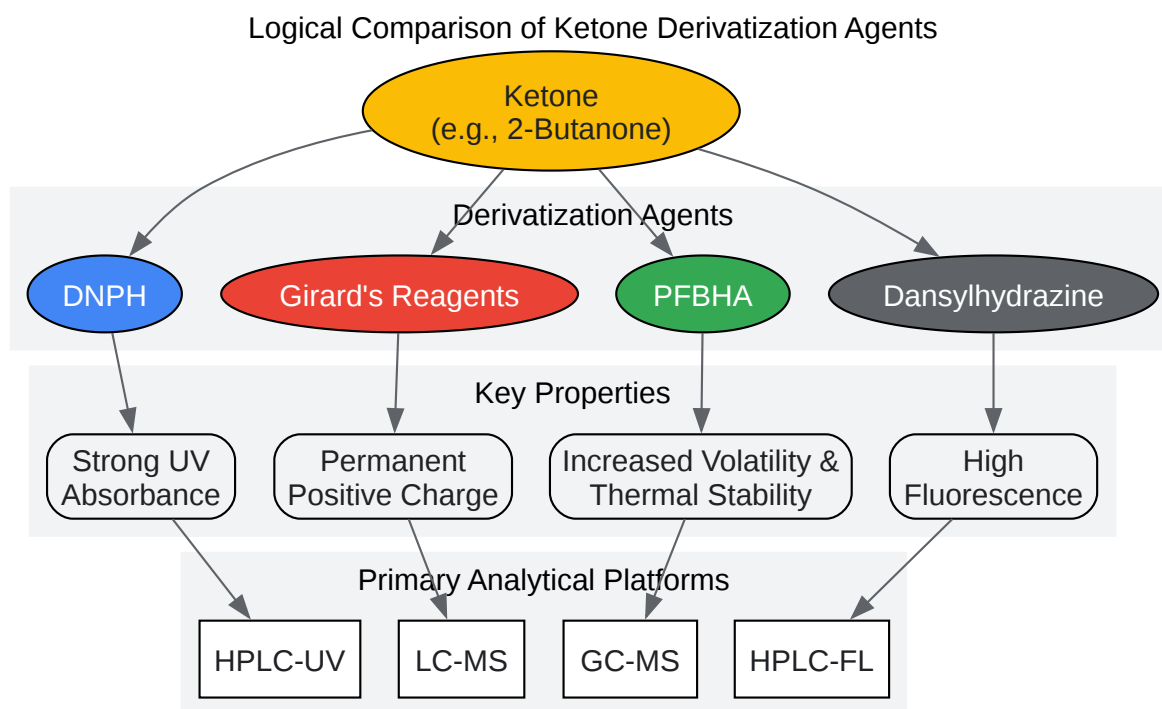 Logical Comparison of Ketone Derivatization Agents
Ketone
(e.g., 2-Butanone)
Derivatization Agents
DNPH
Girard's Reagents
PFBHA
Dansylhydrazine
Key Properties
Strong UV
Absorbance
Permanent
Positive Charge
Increased Volatility &
Thermal Stability
High
Fluorescence
Primary Analytical Platforms
HPLC-UV
LC-MS
GC-MS
HPLC-FL